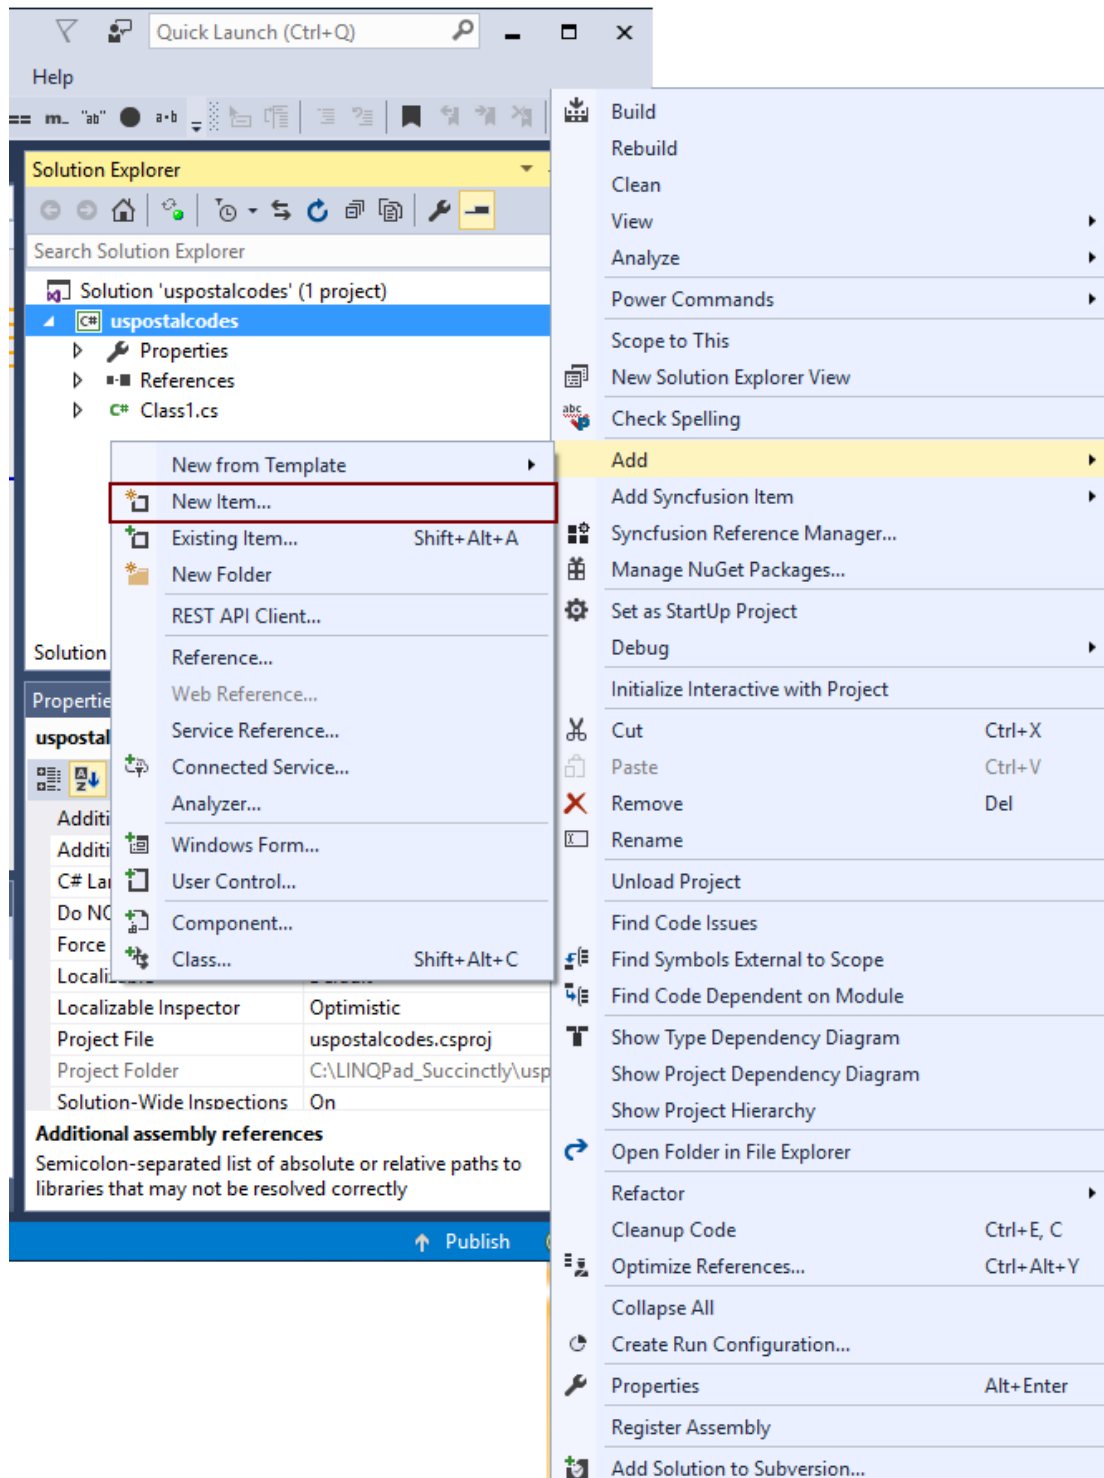 Quick Launch (Ctrl+Q)
Help
== m_ "ab" a•b
Solution Explorer
Search Solution Explorer
Solution 'uspostalcodes' (1 project)
C# uspostalcodes
Properties
References
C# Class1.cs
New from Template
New Item...
Existing Item... Shift+Alt+A
New Folder
REST API Client...
Reference...
Web Reference...
Service Reference...
Connected Service...
Analyzer...
Windows Form...
User Control...
Component...
Class... Shift+Alt+C
Solution
Propertie
uspostal
Additi
Additi
C# La
Do NO
Force
Localiz
Localizable Inspector Optimistic
Project File uspostalcodes.csproj
Project Folder C:\LINQPad_Succinctly\usp
Solution-Wide Inspections On
Additional assembly references
Semicolon-separated list of absolute or relative paths to
libraries that may not be resolved correctly
Publish
Build
Rebuild
Clean
View
Analyze
Power Commands
Scope to This
New Solution Explorer View
abc Check Spelling
Add
Add Syncfusion Item
Syncfusion Reference Manager...
Manage NuGet Packages...
Set as StartUp Project
Debug
Initialize Interactive with Project
Cut Ctrl+X
Paste Ctrl+V
Remove Del
Rename
Unload Project
Find Code Issues
Find Symbols External to Scope
Find Code Dependent on Module
Show Type Dependency Diagram
Show Project Dependency Diagram
Show Project Hierarchy
Open Folder in File Explorer
Refactor
Cleanup Code Ctrl+E, C
Optimize References... Ctrl+Alt+Y
Collapse All
Create Run Configuration...
Properties Alt+Enter
Register Assembly
Add Solution to Subversion...